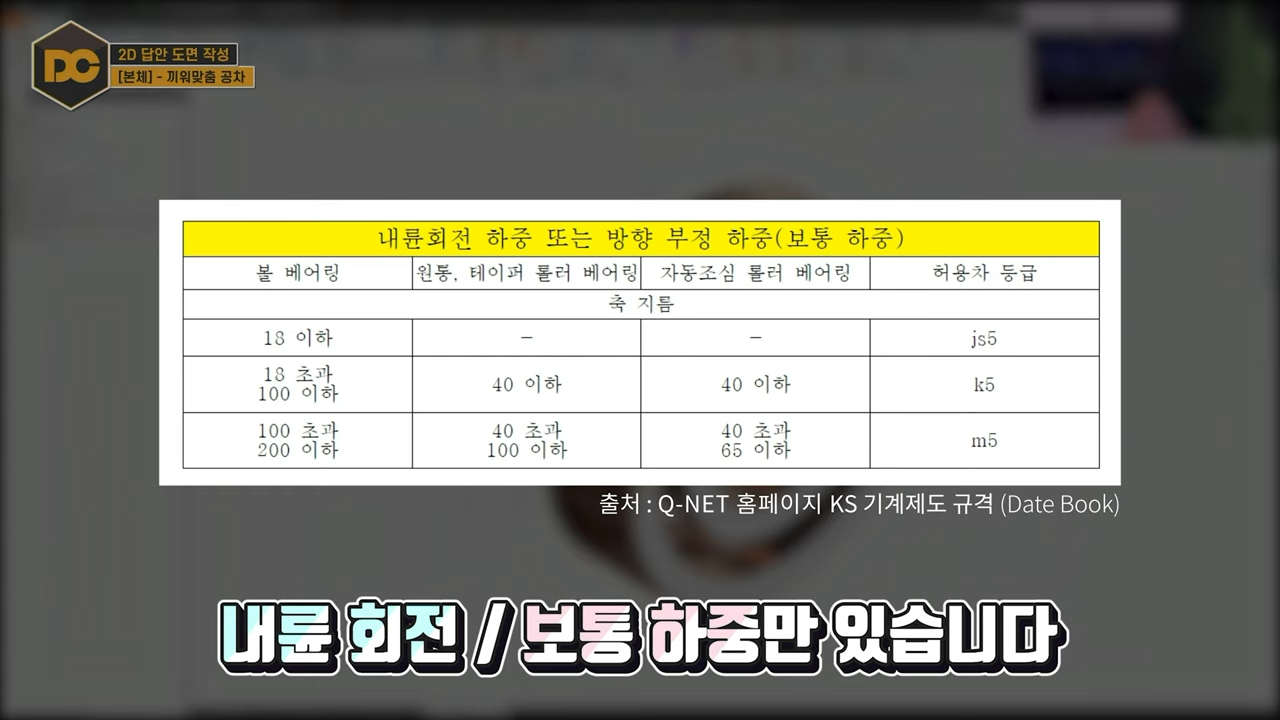 DC
2D 답안 도면 작성
[본체] - 끼워맞춤 공차
내륜회전 하중 또는 방향 부정 하중(보통 하중)
볼 베어링 원통, 테이퍼 롤러 베어링 자동조심 롤러 베어링 허용차 등급
축 지름
18 이하 - - js5
18 초과
100 이하
40 이하 40 이하 k5
100 초과
200 이하
40 초과
100 이하
40 초과
65 이하
m5
출처 : Q-NET 홈페이지 KS 기계제도 규격 (Date Book)
내륜 회전 / 보통 하중만 있습니다